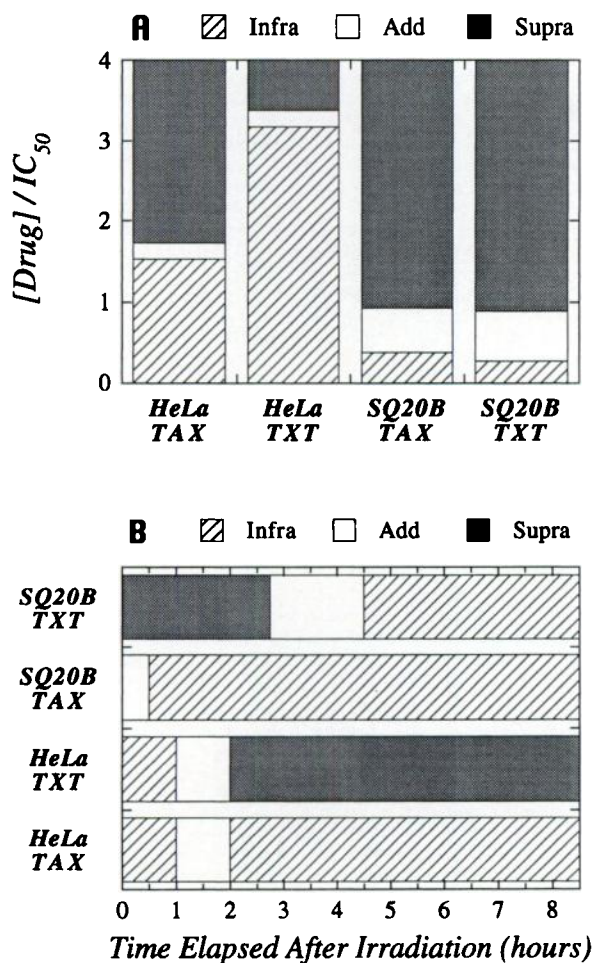 A Infra Add Supra
4
3
2
1
0
[Drug] / IC50
HeLa TAX
HeLa TXT
SQ20B TAX
SQ20B TXT
B Infra Add Supra
SQ20B TXT
SQ20B TAX
HeLa TXT
HeLa TAX
0 1 2 3 4 5 6 7 8
Time Elapsed After Irradiation (hours)